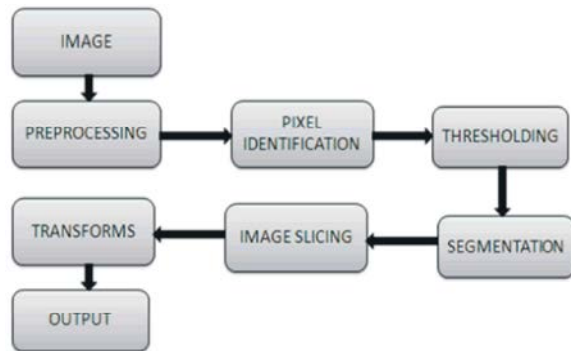 IMAGE
PREPROCESSING
PIXEL
IDENTIFICATION
THRESHOLDING
SEGMENTATION
IMAGE SLICING
TRANSFORMS
OUTPUT